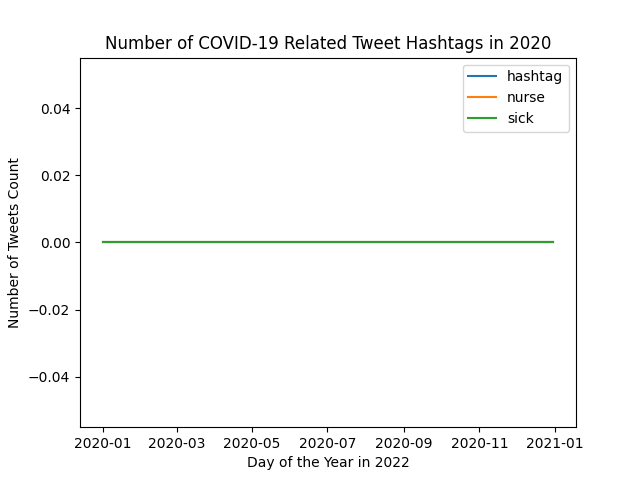 Number of COVID-19 Related Tweet Hashtags in 2020
hashtag
nurse
sick
Number of Tweets Count
0.04
0.02
0.00
−0.02
−0.04
2020-01 2020-03 2020-05 2020-07 2020-09 2020-11 2021-01
Day of the Year in 2022